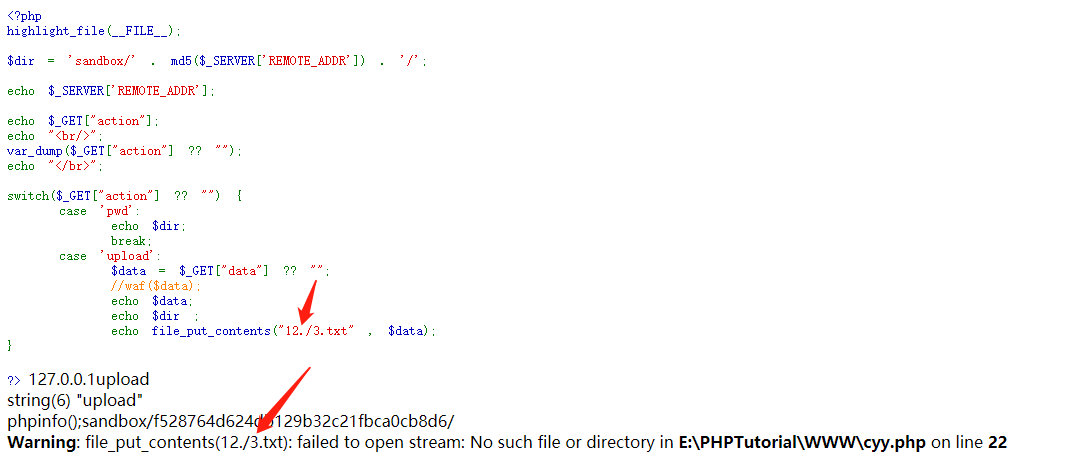 <?php
highlight_file(__FILE__);
$dir = 'sandbox/' . md5($_SERVER['REMOTE_ADDR']) . '/';
echo $_SERVER['REMOTE_ADDR'];
echo $_GET["action"];
echo "<br/>";
var_dump($_GET["action"] ?? "");
echo "</br>";
switch($_GET["action"] ?? "") {
case 'pwd':
echo $dir;
break;
case 'upload':
$data = $_GET["data"] ?? "";
//waf($data);
echo $data;
echo $dir ;
echo file_put_contents("12./3.txt" , $data);
}
?> 127.0.0.1upload
string(6) "upload"
phpinfo();sandbox/f528764d624db129b32c21fbca0cb8d6/
Warning: file_put_contents(12./3.txt): failed to open stream: No such file or directory in E:\PHPTutorial\WWW\cyy.php on line 22